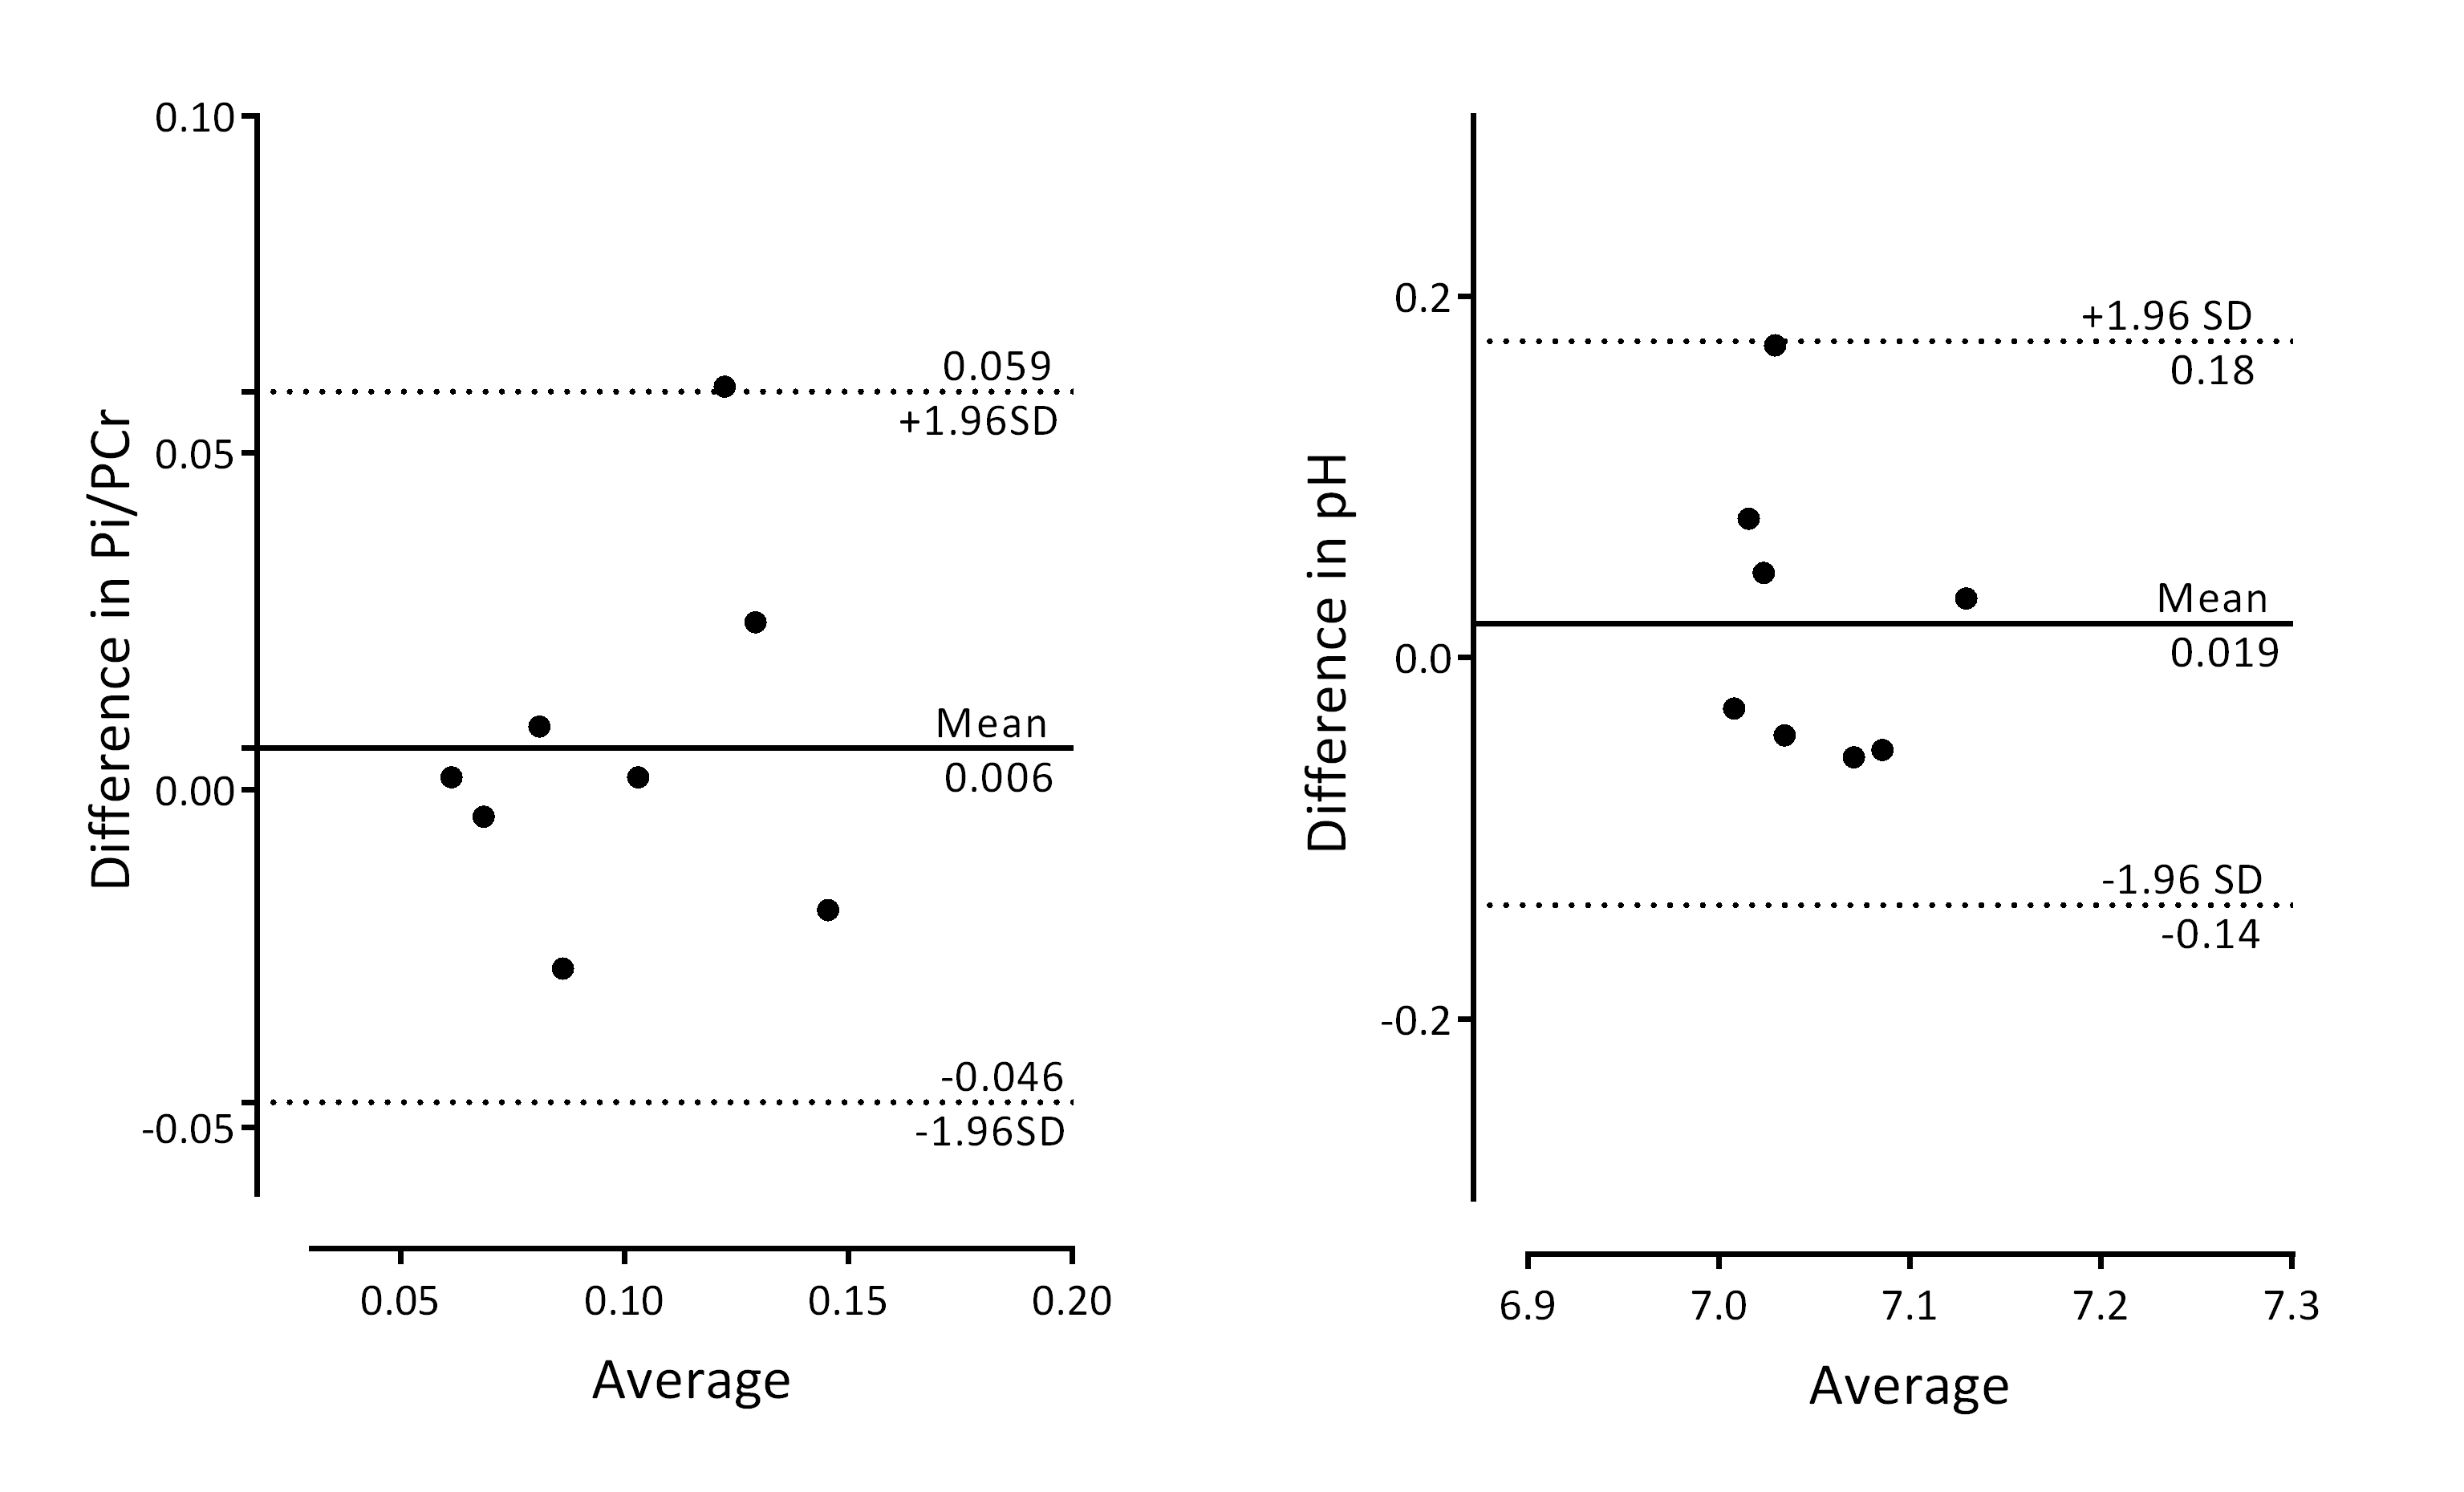 0.10
0.05
0.00
-0.05
Difference in Pi/PCr
0.059
+1.96SD
Mean
0.006
-0.046
-1.96SD
0.05 0.10 0.15 0.20
Average
0.2
0.0
-0.2
Difference in pH
+1.96 SD
0.18
Mean
0.019
-1.96 SD
-0.14
6.9 7.0 7.1 7.2 7.3
Average